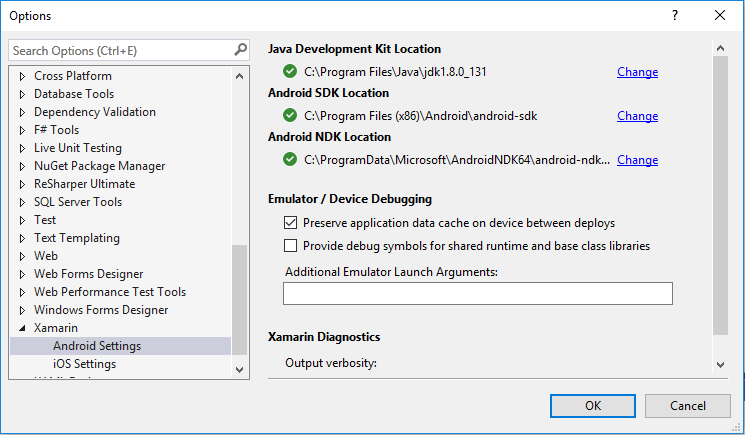 Options
Search Options (Ctrl+E)
Cross Platform
Database Tools
Dependency Validation
F# Tools
Live Unit Testing
NuGet Package Manager
ReSharper Ultimate
SQL Server Tools
Test
Text Templating
Web
Web Forms Designer
Web Performance Test Tools
Windows Forms Designer
Xamarin
Android Settings
iOS Settings
Java Development Kit Location
C:\Program Files\Java\jdk1.8.0_131 Change
Android SDK Location
C:\Program Files (x86)\Android\android-sdk Change
Android NDK Location
C:\ProgramData\Microsoft\AndroidNDK64\android-ndk... Change
Emulator / Device Debugging
Preserve application data cache on device between deploys
Provide debug symbols for shared runtime and base class libraries
Additional Emulator Launch Arguments:
Xamarin Diagnostics
Output verbosity:
OK Cancel